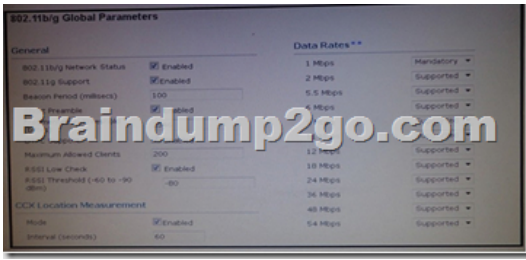 802.11b/g Global Parameters
General
802.11b/g Network Status Enabled
802.11g Support Enabled
Beacon Period (millisecs) 100
Preamble Enabled
Braindump2go.com
Maximum Allowed Clients 200
RSSI Low Check Enabled
RSSI Threshold (-60 to -90 dBm) -80
CCX Location Measurement
Mode Enabled
Interval (seconds) 60
Data Rates**
1 Mbps Mandatory
2 Mbps Supported
5.5 Mbps Supported
6 Mbps Supported
12 Mbps Supported
18 Mbps Supported
24 Mbps Supported
36 Mbps Supported
48 Mbps Supported
54 Mbps Supported